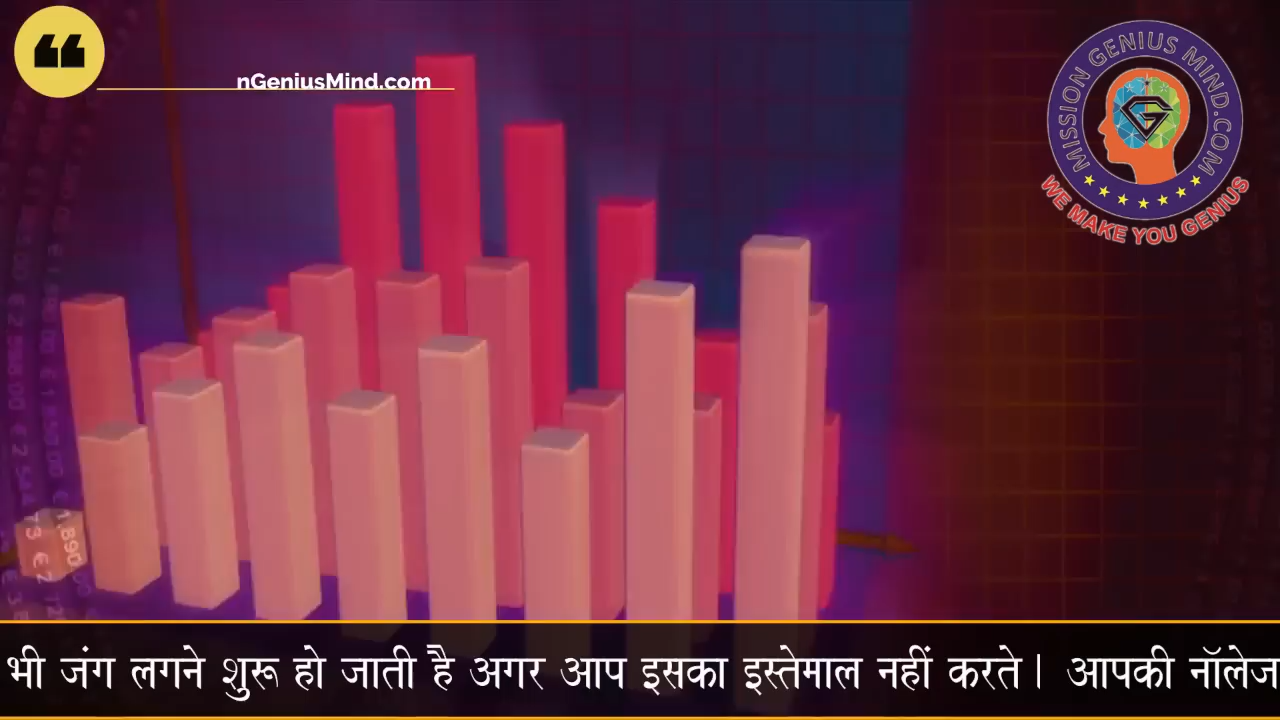 nGeniusMind.com
MISSION GENIUS MIND.COM
WE MAKE YOU GENIUS
भी जंग लगने शुरू हो जाती है अगर आप इसका इस्तेमाल नहीं करते। आपकी नॉलेज